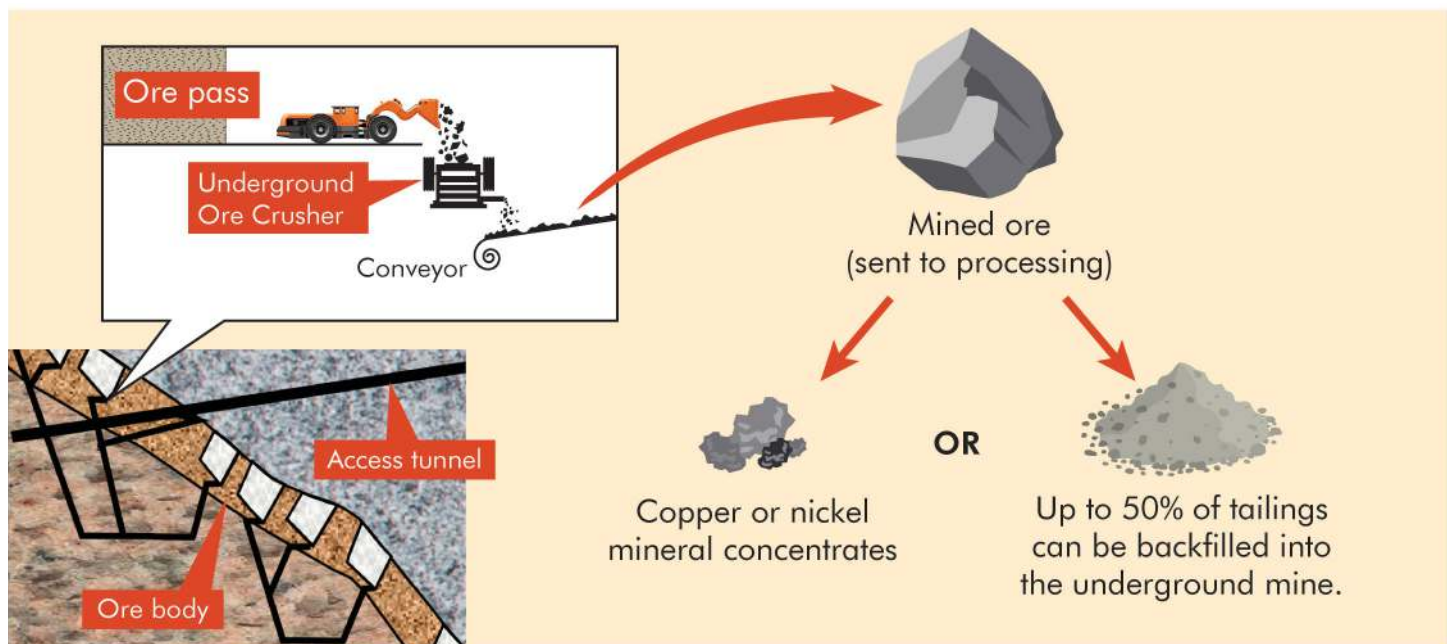 Ore pass
Underground
Ore Crusher
Conveyor
Mined ore
(sent to processing)
Access tunnel
Ore body
Copper or nickel
mineral concentrates
OR
Up to 50% of tailings
can be backfilled into
the underground mine.